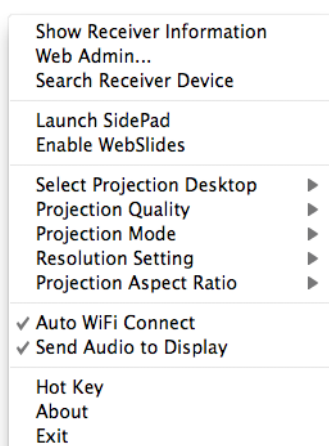 Show Receiver Information
Web Admin...
Search Receiver Device
Launch SidePad
Enable WebSlides
Select Projection Desktop
Projection Quality
Projection Mode
Resolution Setting
Projection Aspect Ratio
Auto WiFi Connect
Send Audio to Display
Hot Key
About
Exit